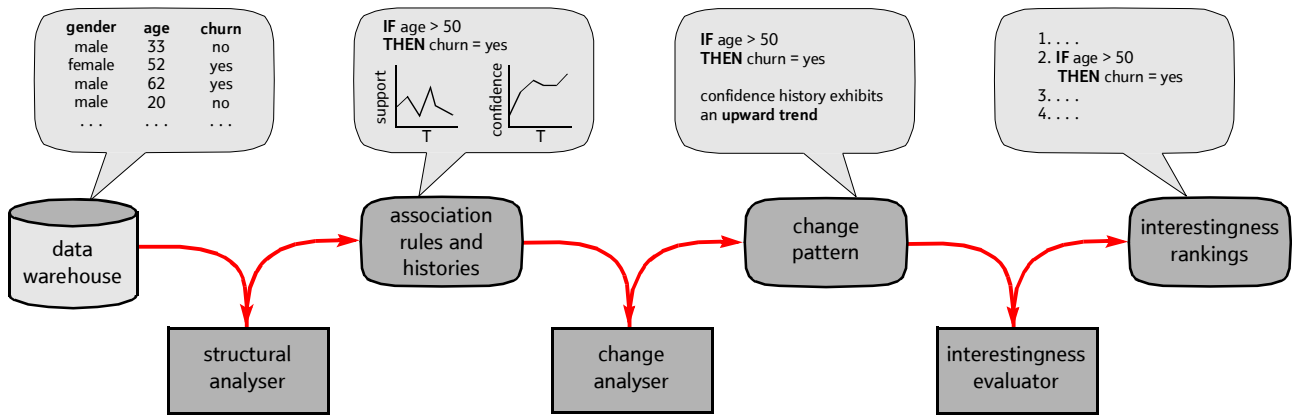 gender age churn
male 33 no
female 52 yes
male 62 yes
male 20 no
. . . . . . . . .
IF age > 50
THEN churn = yes
support
T
confidence
T
IF age > 50
THEN churn = yes
confidence history exhibits
an upward trend
1. . . .
2. IF age > 50
THEN churn = yes
3. . . .
4. . . .
data
warehouse
association
rules and
histories
change
pattern
interestingness
rankings
structural
analyser
change
analyser
interestingness
evaluator